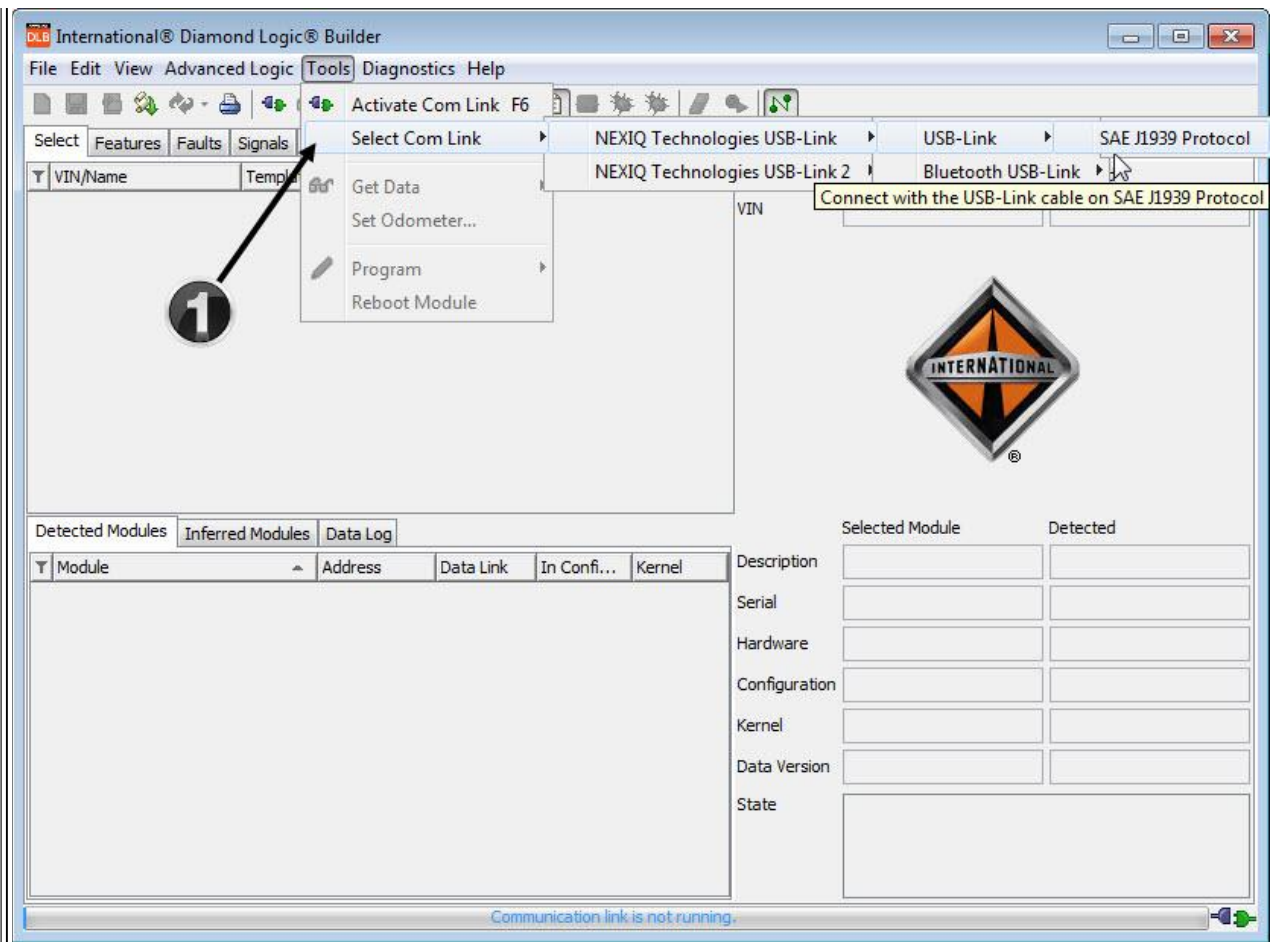 DLB International® Diamond Logic® Builder
File Edit View Advanced Logic Tools Diagnostics Help
Activate Com Link F6
Select Com Link
NEXIQ Technologies USB-Link
USB-Link
SAE J1939 Protocol
NEXIQ Technologies USB-Link 2
Bluetooth USB-Link
Connect with the USB-Link cable on SAE J1939 Protocol
Get Data
Set Odometer...
Program
Reboot Module
Select Features Faults Signals
VIN/Name
VIN
1
INTERNATIONAL
®
Detected Modules Inferred Modules Data Log
Selected Module Detected
Module Address Data Link In Confi... Kernel
Description
Serial
Hardware
Configuration
Kernel
Data Version
State
Communication link is not running.